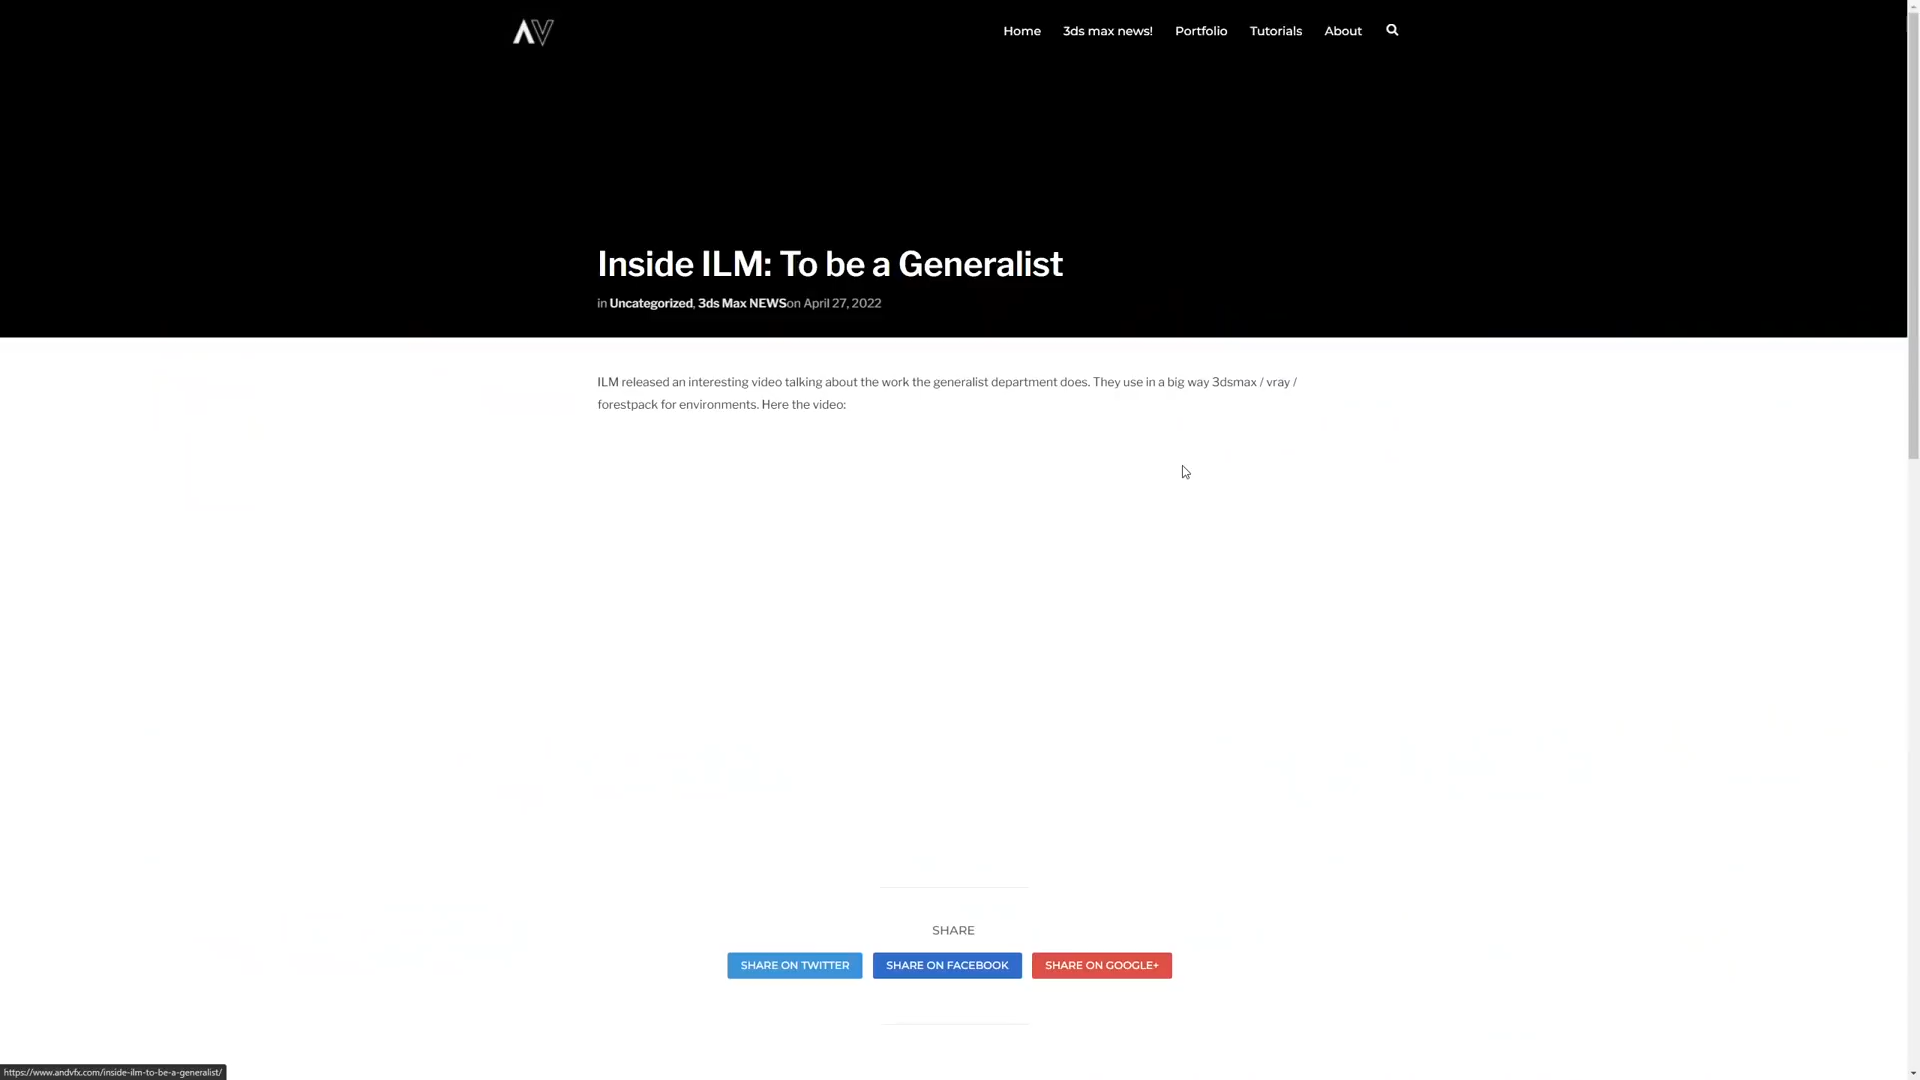 AV
Home 3ds max news! Portfolio Tutorials About
Inside ILM: To be a Generalist
in Uncategorized, 3ds Max NEWSon April 27, 2022
ILM released an interesting video talking about the work the generalist department does. They use in a big way 3dsmax / vray /
forestpack for environments. Here the video:
SHARE
SHARE ON TWITTER SHARE ON FACEBOOK SHARE ON GOOGLE+
https://www.andvfx.com/inside-ilm-to-be-a-generalist/